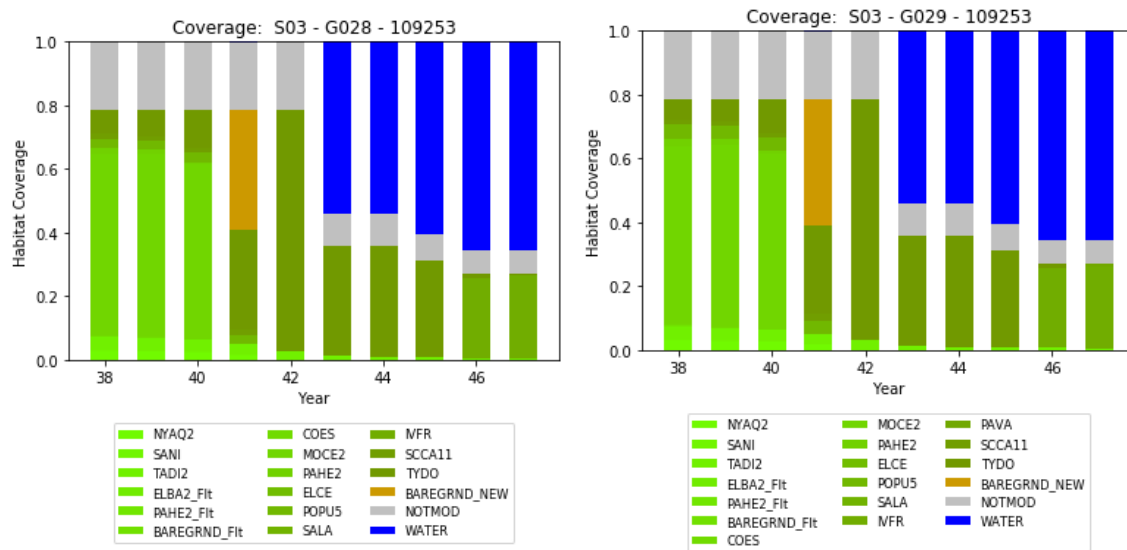 Coverage: S03 - G028 - 109253
1.0
0.8
0.6
0.4
0.2
0.0
Habitat Coverage
38 40 42 44 46
Year
NYAQ2 COES IVFR
SANI MOCE2 SCCA11
TADI2 PAHE2 TYDO
ELBA2_Flt ELCE BAREGRND_NEW
PAHE2_Flt POPU5 NOTMOD
BAREGRND_Flt SALA WATER
Coverage: S03 - G029 - 109253
1.0
0.8
0.6
0.4
0.2
0.0
Habitat Coverage
38 40 42 44 46
Year
NYAQ2 MOCE2 PAVA
SANI PAHE2 SCCA11
TADI2 ELCE TYDO
ELBA2_Flt POPU5 BAREGRND_NEW
PAHE2_Flt SALA NOTMOD
BAREGRND_Flt IVFR WATER
COES